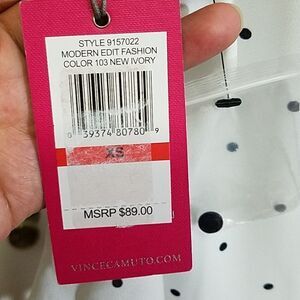 STYLE 9157022
MODERN EDIT FASHION
COLOR 103 NEW IVORY
0 39374 80780 9
XS
MSRP $89.00
VINCECAMUTO.COM